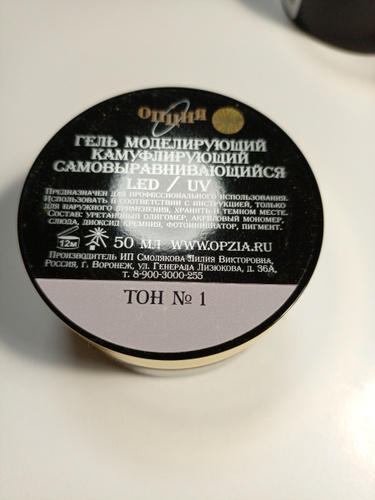 ОПЦИЯ
ГЕЛЬ МОДЕЛИРУЮЩИЙ
КАМУФЛИРУЮЩИЙ
САМОВЫРАВНИВАЮЩИЙСЯ
LED / UV
ПРЕДНАЗНАЧЕН ДЛЯ ПРОФЕССИОНАЛЬНОГО ИСПОЛЬЗОВАНИЯ.
ИСПОЛЬЗОВАТЬ В СООТВЕТСТВИИ С ИНСТРУКЦИЕЙ, ТОЛЬКО
ДЛЯ НАРУЖНОГО ПРИМЕНЕНИЯ, ХРАНИТЬ В ТЕМНОМ МЕСТЕ.
СОСТАВ: УРЕТАНОВЫЙ ОЛИГОМЕР, АКРИЛОВЫЙ МОНОМЕР,
СЛЮДА, ДИОКСИД КРЕМНИЯ, ФОТОИНИЦИАТОР, ПИГМЕНТ.
12М 50 МЛ WWW.OPZIA.RU
ПРОИЗВОДИТЕЛЬ ИП СМОЛЯКОВА ЛИЛИЯ ВИКТОРОВНА,
РОССИЯ, Г. ВОРОНЕЖ, УЛ. ГЕНЕРАЛА ЛИЗЮКОВА, Д. 36А,
Т. 8-900-3000-255
ТОН № 1